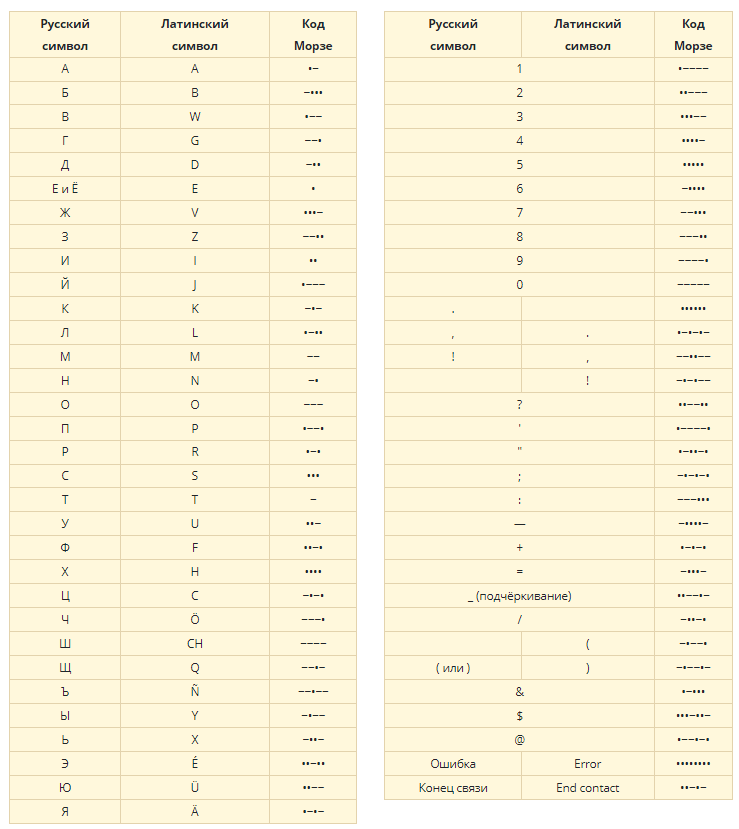 Русский символ Латинский символ Код Морзе
А A •−
Б B −•••
В W •−−
Г G −−•
Д D −••
Е и Ё E •
Ж V •••−
З Z −−••
И I ••
Й J •−−−
К K −•−
Л L •−••
М M −−
Н N −•
О O −−−
П P •−−•
Р R •−•
С S •••
Т T −
У U ••−
Ф F ••−•
Х H ••••
Ц C −•−•
Ч Ö −−−•
Ш CH −−−−
Щ Q −−•−
Ъ Ñ −−•−−
Ы Y −•−−
Ь X −••−
Э É ••−••
Ю Ü ••−−
Я Ä •−•−
Русский символ Латинский символ Код Морзе
1 •−−−−
2 ••−−−
3 •••−−
4 ••••−
5 •••••
6 −••••
7 −−•••
8 −−−••
9 −−−−•
0 −−−−−
. ••••••
, . •−•−•−
! , −−••−−
! −•−•−−
? ••−−••
' •−−−−•
" •−••−•
; −•−•−•
: −−−•••
— −••••−
+ •−•−•
= −•••−
_ (подчёркивание) ••−−•−
/ −••−•
( −•−−•
( или ) ) −•−−•−
& •−•••
$ •••−••−
@ •−−•−•
Ошибка Error ••••••••
Конец связи End contact ••−•−